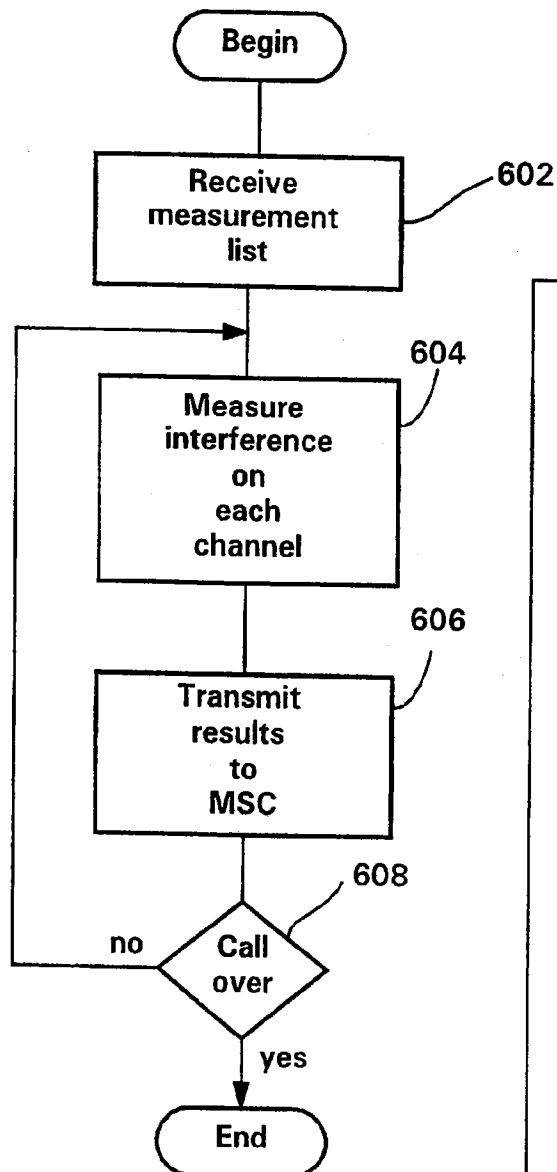 Begin
Receive
measurement
list
602
Measure
interference
on
each
channel
604
Transmit
results
to
MSC
606
Call
over
608
no
yes
End